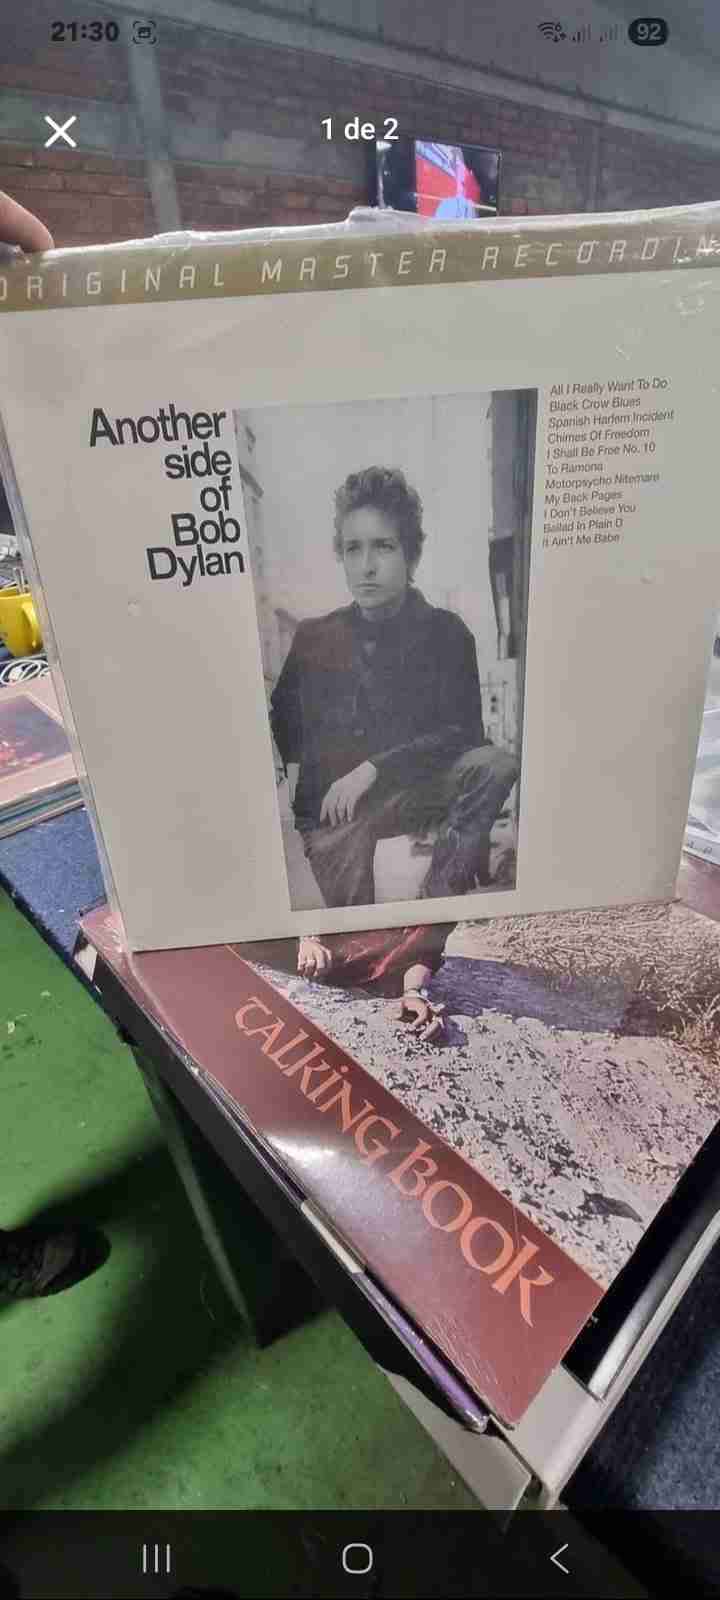 21:30
92
1 de 2
ORIGINAL MASTER RECORDIN
Another
side
of
Bob
Dylan
All I Really Want To Do
Black Crow Blues
Spanish Harlem Incident
Chimes Of Freedom
I Shall Be Free No. 10
To Ramona
Motorpsycho Nitemare
My Back Pages
I Don't Believe You
Ballad In Plain D
It Ain't Me Babe
TALKING BOOK